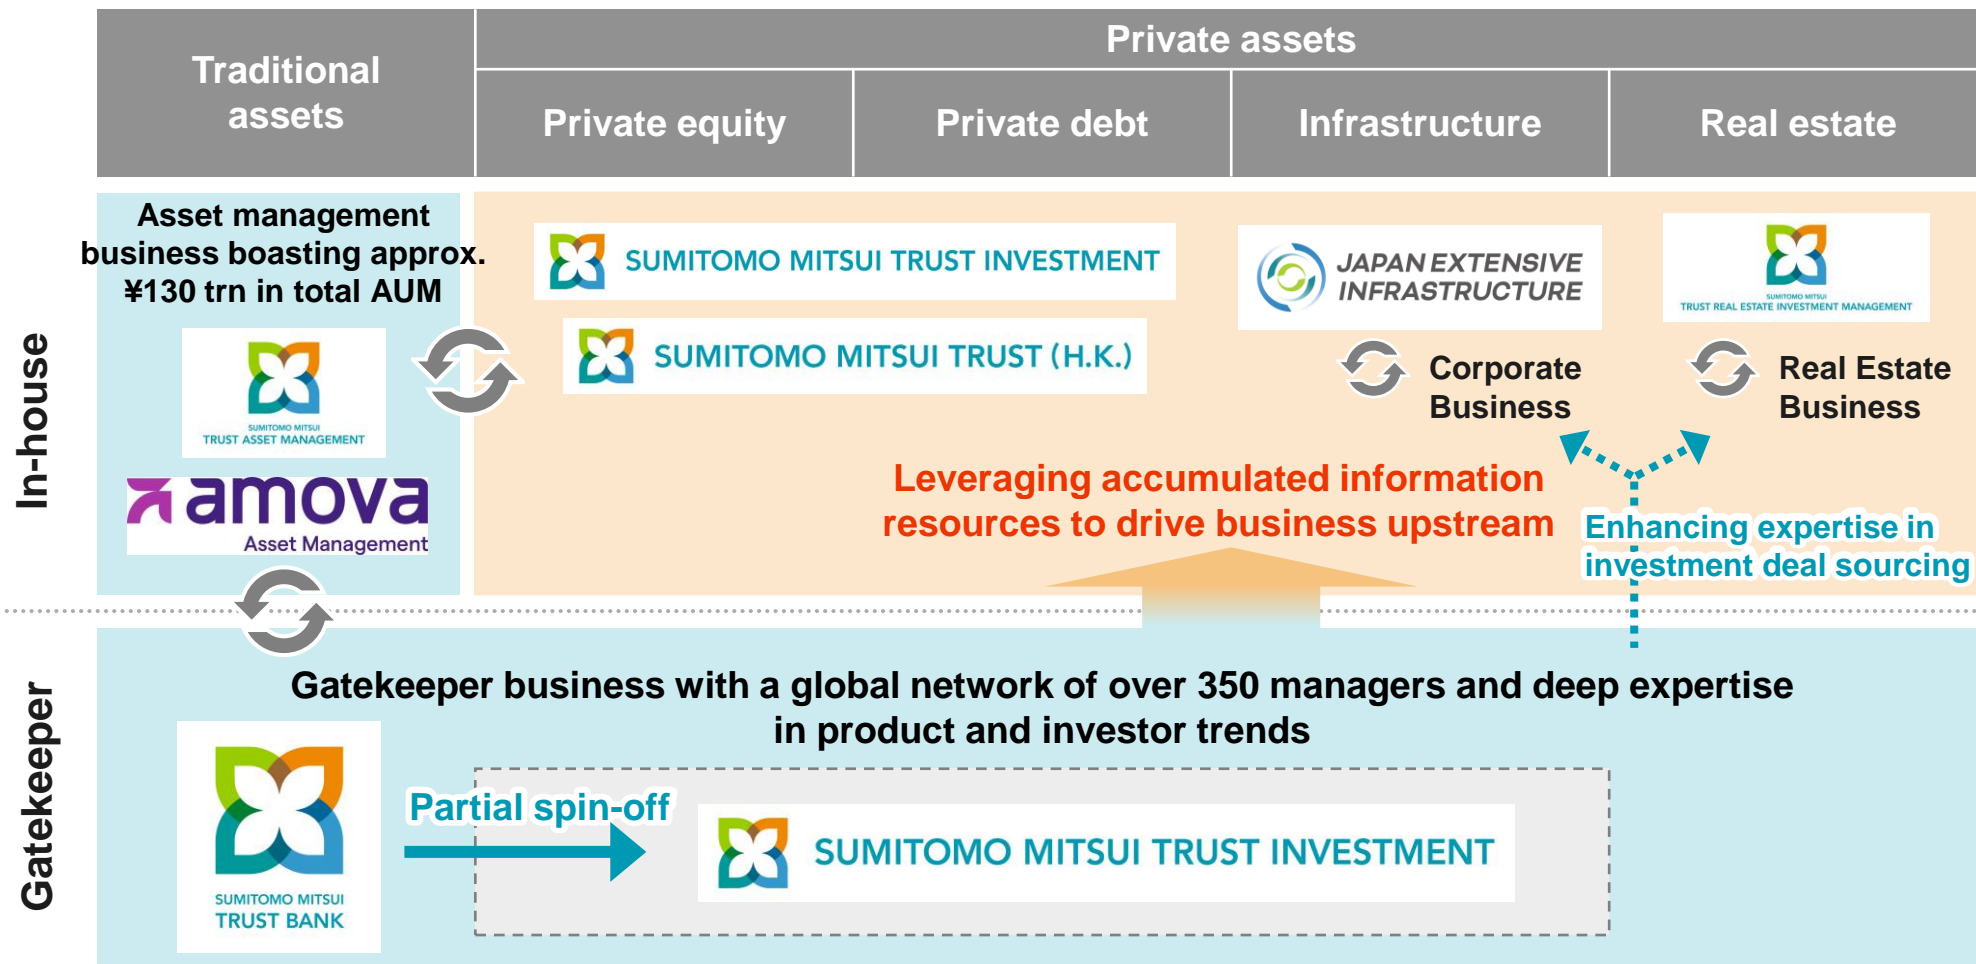 Traditional
assets
Private assets
Private equity
Private debt
Infrastructure
Real estate
In-house
Asset management
business boasting approx.
¥130 trn in total AUM
SUMITOMO MITSUI
TRUST ASSET MANAGEMENT
amova
Asset Management
SUMITOMO MITSUI TRUST INVESTMENT
SUMITOMO MITSUI TRUST (H.K.)
JAPAN EXTENSIVE
INFRASTRUCTURE
Corporate
Business
SUMITOMO MITSUI
TRUST REAL ESTATE INVESTMENT MANAGEMENT
Real Estate
Business
Leveraging accumulated information
resources to drive business upstream
Enhancing expertise in
investment deal sourcing
Gatekeeper
Gatekeeper business with a global network of over 350 managers and deep expertise
in product and investor trends
SUMITOMO MITSUI
TRUST BANK
Partial spin-off
SUMITOMO MITSUI TRUST INVESTMENT